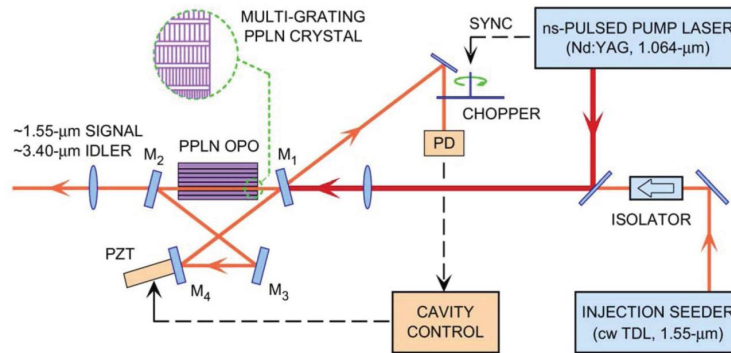 MULTI-GRATING
PPLN CRYSTAL
SYNC
ns-PULSED PUMP LASER
(Nd:YAG, 1.064-μm)
CHOPPER
~1.55-μm SIGNAL
~3.40-μm IDLER
M2
PPLN OPO
M1
PD
ISOLATOR
PZT
M4
M3
CAVITY
CONTROL
INJECTION SEEDER
(cw TDL, 1.55-μm)